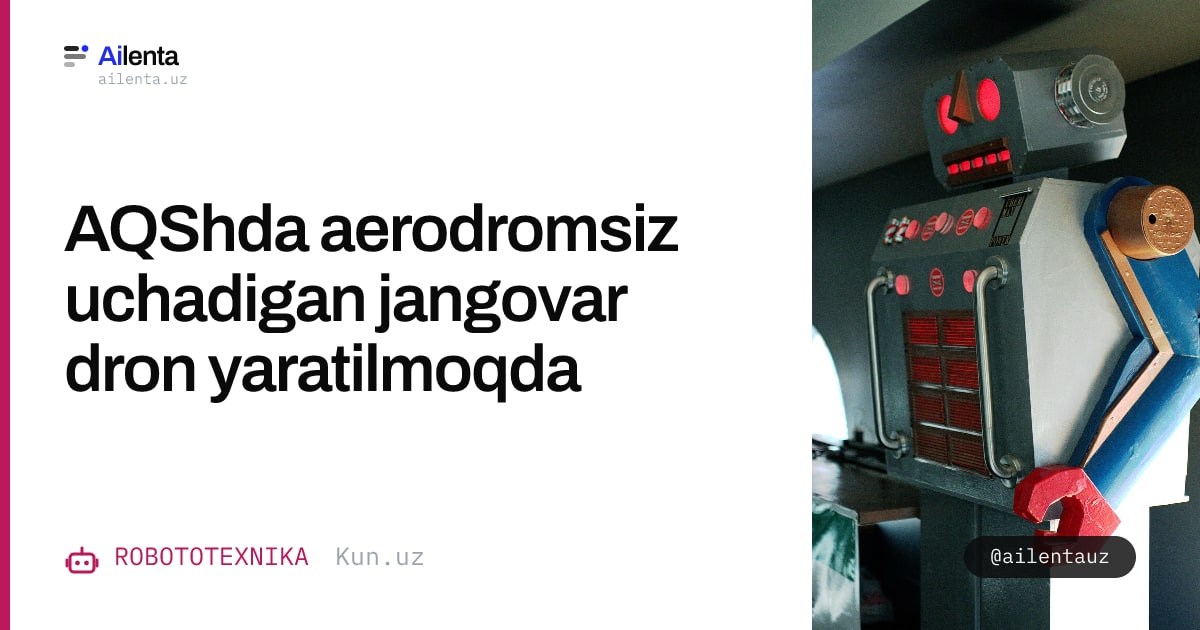 Ailenta
ailenta.uz
AQShda aerodromsiz
uchadigan jangovar
dron yaratilmoqda
ROBOTOTEXNIKA Kun.uz
@ailentauz